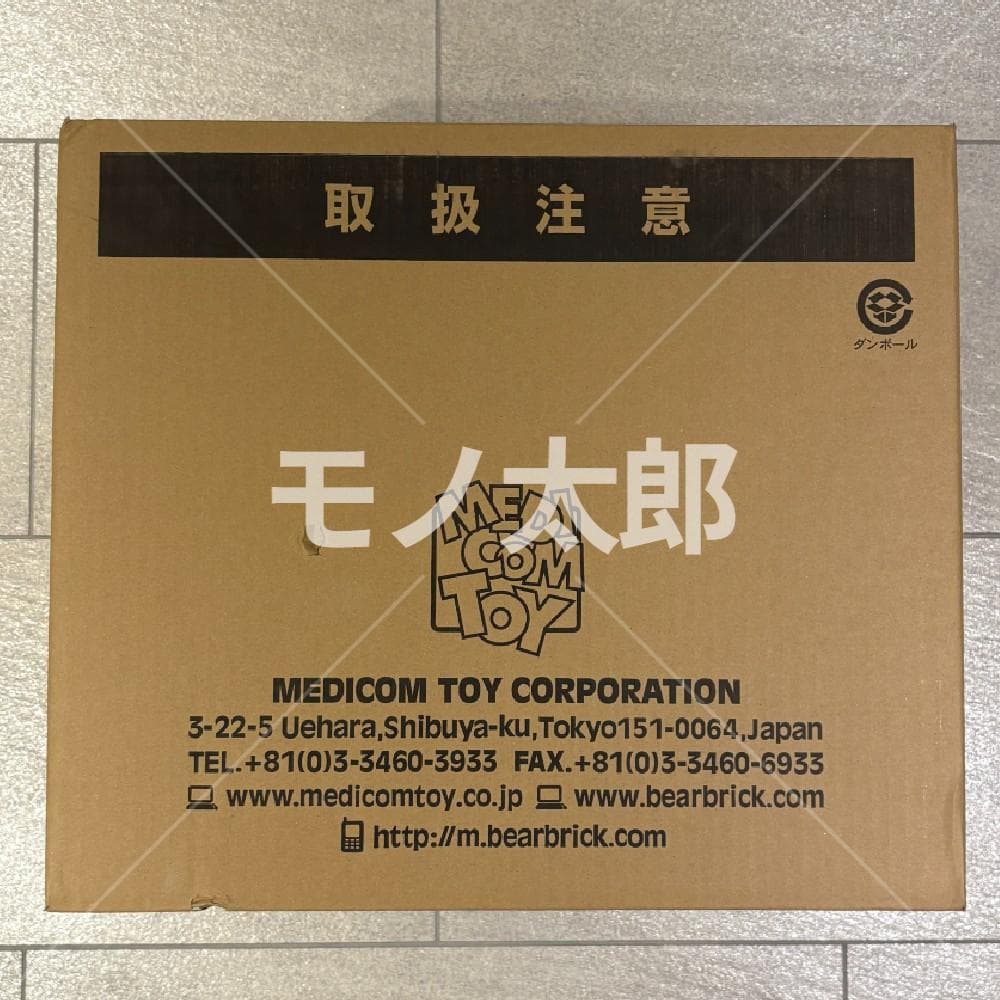 取扱注意
ダンボール
モノ太郎
MEDICOM TOY
MEDICOM TOY CORPORATION
3-22-5 Uehara,Shibuya-ku,Tokyo151-0064,Japan
TEL.+81(0)3-3460-3933 FAX.+81(0)3-3460-6933
www.medicomtoy.co.jp www.bearbrick.com
http://m.bearbrick.com